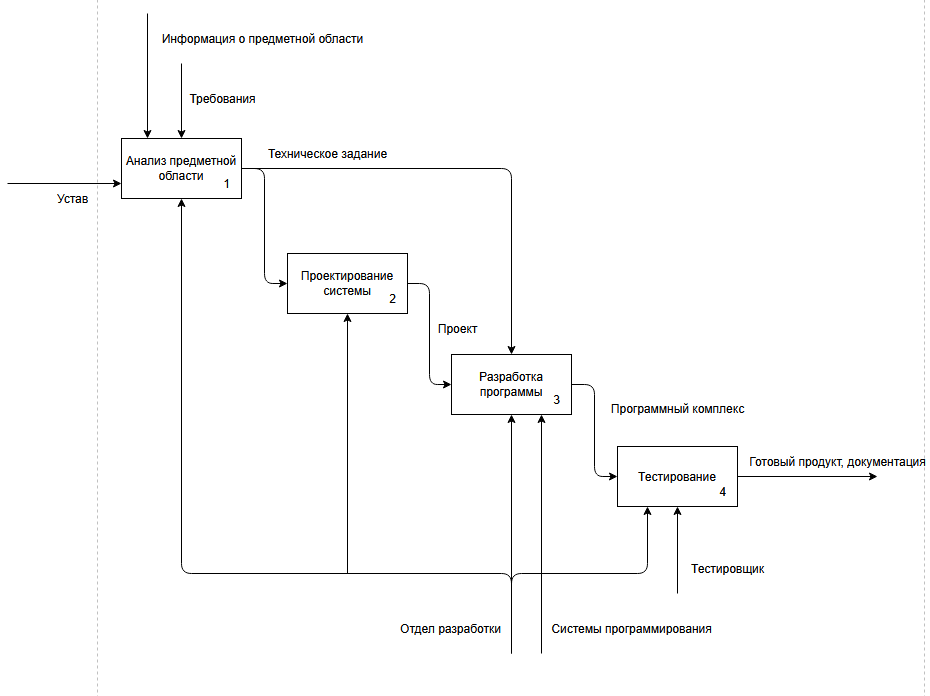 Информация о предметной области
Требования
Анализ предметной
области
1
Техническое задание
Устав
Проектирование
системы
2
Проект
Разработка
программы
3
Программный комплекс
Готовый продукт, документация
Тестирование
4
Тестировщик
Отдел разработки
Системы программирования